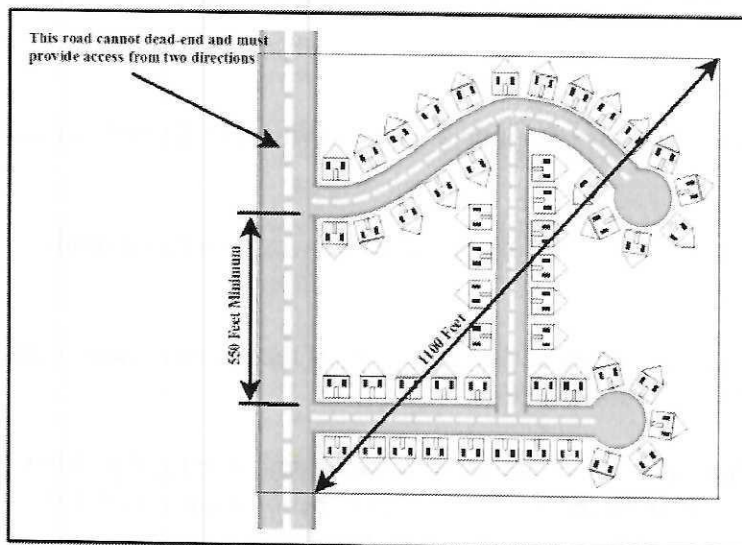 This road cannot dead-end and must
provide access from two directions
550 Feet Minimum
1100 Feet